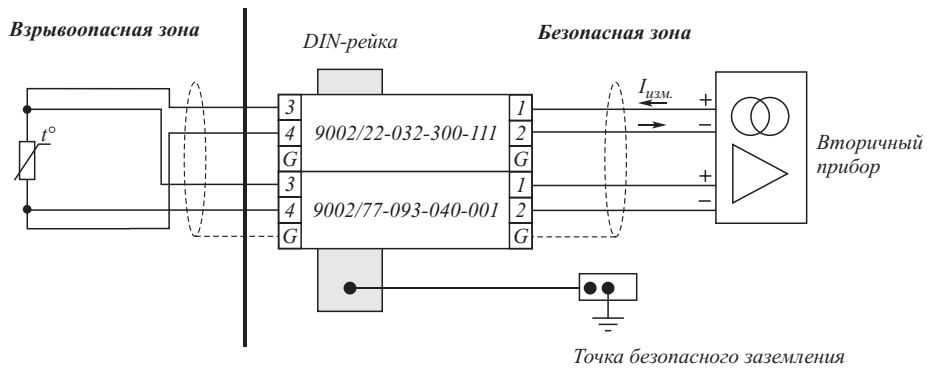 Взрывоопасная зона
DIN-рейка
Безопасная зона
t°
3
4
G
9002/22-032-300-111
1
2
G
3
4
G
9002/77-093-040-001
1
2
G
Iизм.
+
–
+
–
Вторичный
прибор
Точка безопасного заземления